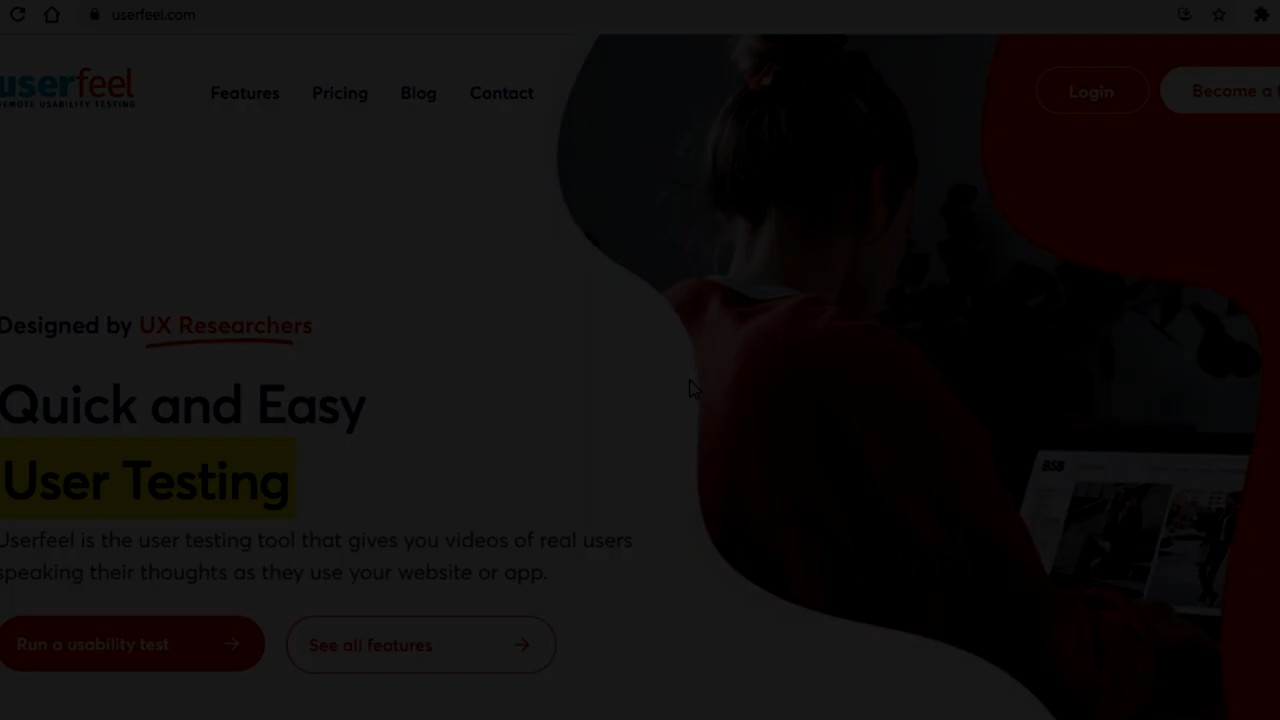 userfeel.com
userfeel
REMOTE USABILITY TESTING
Features Pricing Blog Contact
Login
Become a
Designed by UX Researchers
Quick and Easy
User Testing
Userfeel is the user testing tool that gives you videos of real users
speaking their thoughts as they use your website or app.
BSB
Run a usability test
See all features